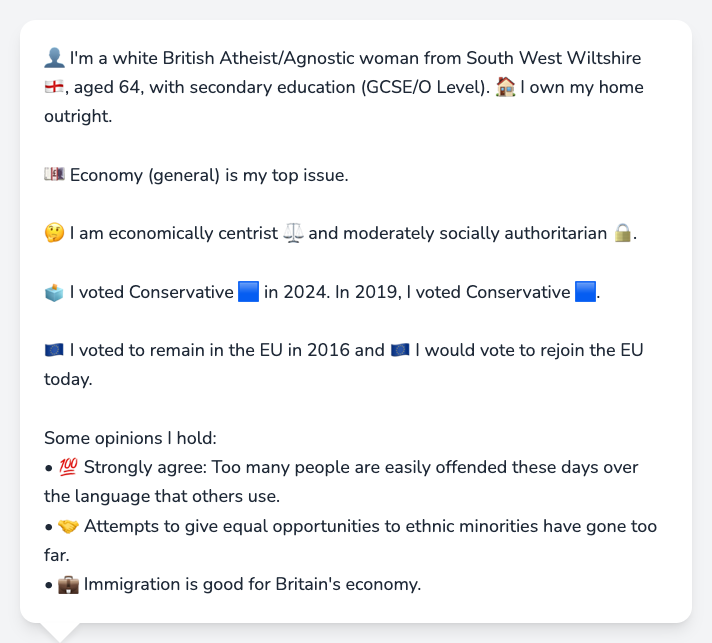 👤 I'm a white British Atheist/Agnostic woman from South West Wiltshire
🏴󠁧󠁢󠁥󠁮󠁧󠁿, aged 64, with secondary education (GCSE/O Level). 🏠 I own my home
outright.
💷 Economy (general) is my top issue.
🤔 I am economically centrist ⚖️ and moderately socially authoritarian 🔒.
🗳️ I voted Conservative 🟦 in 2024. In 2019, I voted Conservative 🟦.
🇪🇺 I voted to remain in the EU in 2016 and 🇪🇺 I would vote to rejoin the EU
today.
Some opinions I hold:
• 💯 Strongly agree: Too many people are easily offended these days over
the language that others use.
• 🤝 Attempts to give equal opportunities to ethnic minorities have gone too
far.
• 💼 Immigration is good for Britain's economy.